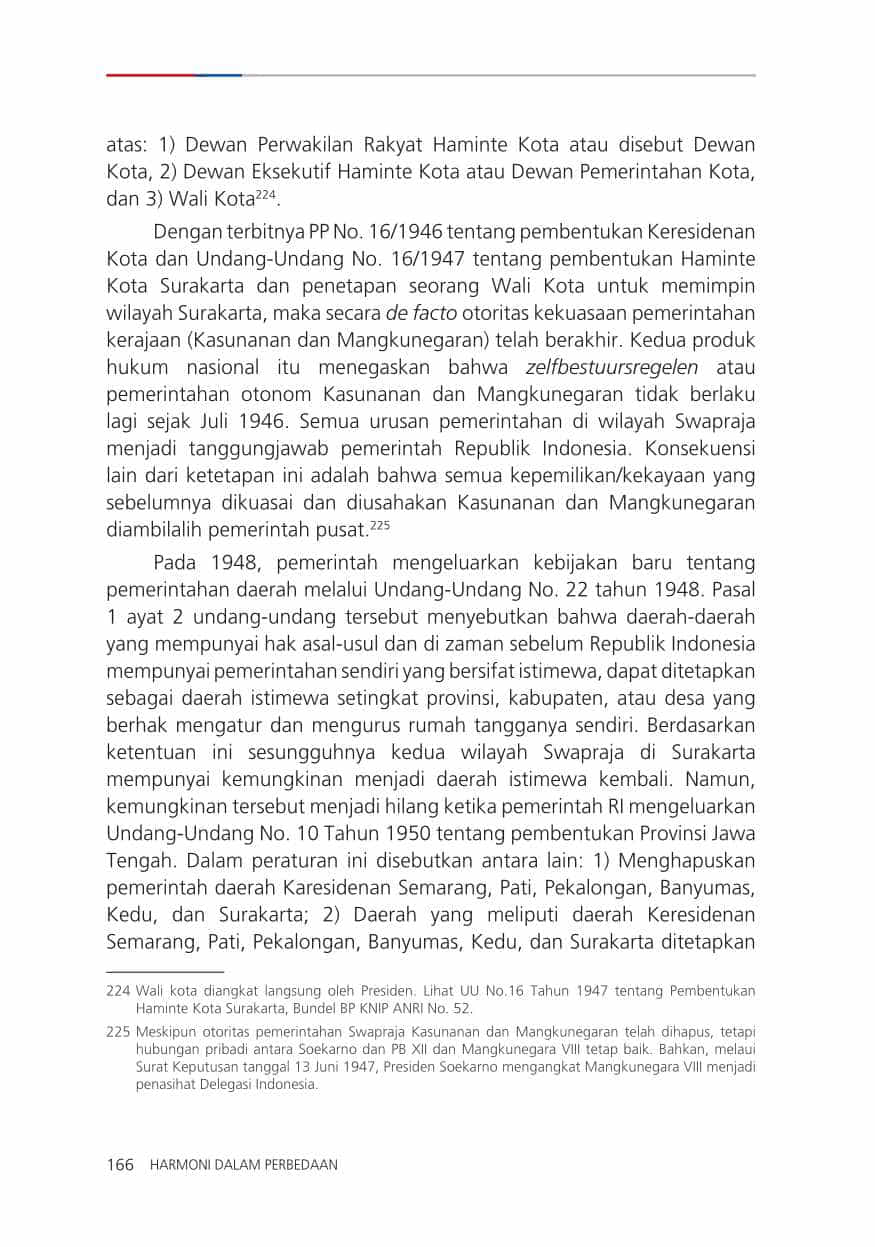 atas: 1) Dewan Perwakilan Rakyat Haminte Kota atau disebut Dewan
Kota, 2) Dewan Eksekutif Haminte Kota atau Dewan Pemerintahan Kota,
dan 3) Wali Kota²²⁴.
Dengan terbitnya PP No. 16/1946 tentang pembentukan Keresidenan
Kota dan Undang-Undang No. 16/1947 tentang pembentukan Haminte
Kota Surakarta dan penetapan seorang Wali Kota untuk memimpin
wilayah Surakarta, maka secara de facto otoritas kekuasaan pemerintahan
kerajaan (Kasunanan dan Mangkunegaran) telah berakhir. Kedua produk
hukum nasional itu menegaskan bahwa zelfbestuursregelen atau
pemerintahan otonom Kasunanan dan Mangkunegaran tidak berlaku
lagi sejak Juli 1946. Semua urusan pemerintahan di wilayah Swapraja
menjadi tanggungjawab pemerintah Republik Indonesia. Konsekuensi
lain dari ketetapan ini adalah bahwa semua kepemilikan/kekayaan yang
sebelumnya dikuasai dan diusahakan Kasunanan dan Mangkunegaran
diambilalih pemerintah pusat.²²⁵
Pada 1948, pemerintah mengeluarkan kebijakan baru tentang
pemerintahan daerah melalui Undang-Undang No. 22 tahun 1948. Pasal
1 ayat 2 undang-undang tersebut menyebutkan bahwa daerah-daerah
yang mempunyai hak asal-usul dan di zaman sebelum Republik Indonesia
mempunyai pemerintahan sendiri yang bersifat istimewa, dapat ditetapkan
sebagai daerah istimewa setingkat provinsi, kabupaten, atau desa yang
berhak mengatur dan mengurus rumah tangganya sendiri. Berdasarkan
ketentuan ini sesungguhnya kedua wilayah Swapraja di Surakarta
mempunyai kemungkinan menjadi daerah istimewa kembali. Namun,
kemungkinan tersebut menjadi hilang ketika pemerintah RI mengeluarkan
Undang-Undang No. 10 Tahun 1950 tentang pembentukan Provinsi Jawa
Tengah. Dalam peraturan ini disebutkan antara lain: 1) Menghapuskan
pemerintah daerah Karesidenan Semarang, Pati, Pekalongan, Banyumas,
Kedu, dan Surakarta; 2) Daerah yang meliputi daerah Keresidenan
Semarang, Pati, Pekalongan, Banyumas, Kedu, dan Surakarta ditetapkan
224 Wali kota diangkat langsung oleh Presiden. Lihat UU No.16 Tahun 1947 tentang Pembentukan
Haminte Kota Surakarta, Bundel BP KNIP ANRI No. 52.
225 Meskipun otoritas pemerintahan Swapraja Kasunanan dan Mangkunegaran telah dihapus, tetapi
hubungan pribadi antara Soekarno dan PB XII dan Mangkunegara VIII tetap baik. Bahkan, melaui
Surat Keputusan tanggal 13 Juni 1947, Presiden Soekarno mengangkat Mangkunegara VIII menjadi
penasihat Delegasi Indonesia.
166 HARMONI DALAM PERBEDAAN